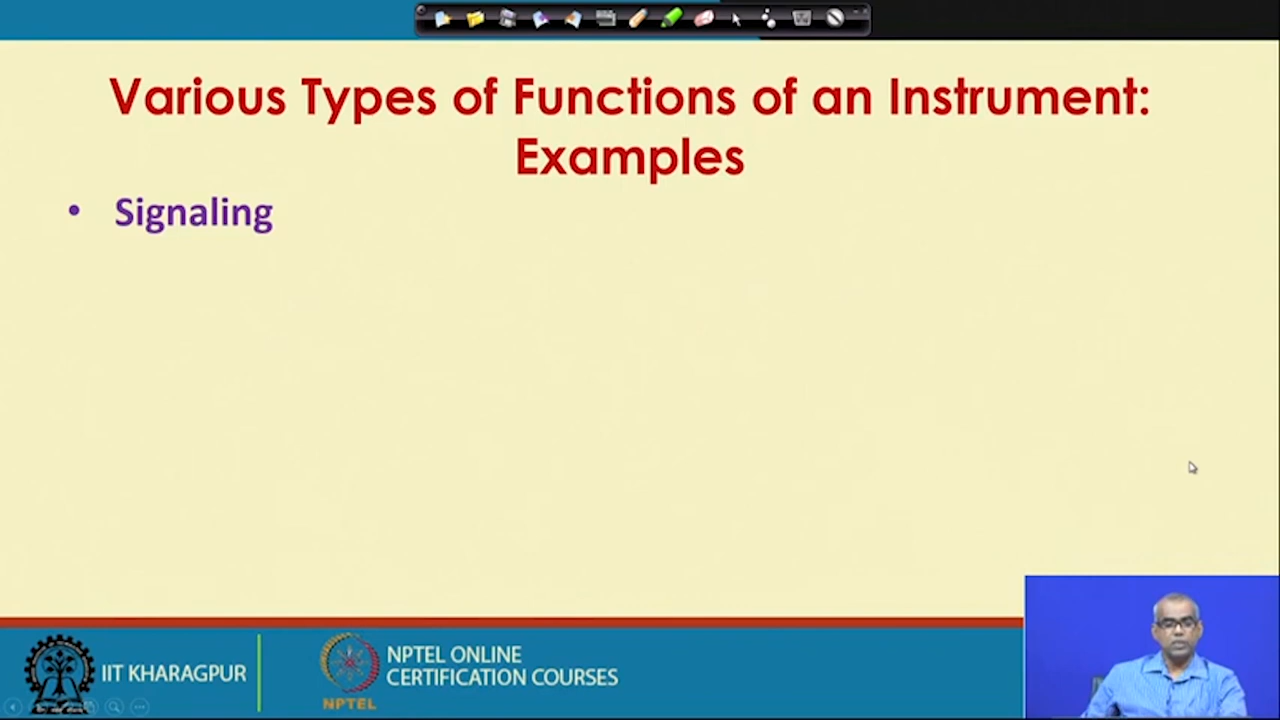 Various Types of Functions of an Instrument:
Examples
• Signaling
IIT KHARAGPUR
NPTEL
NPTEL ONLINE
CERTIFICATION COURSES